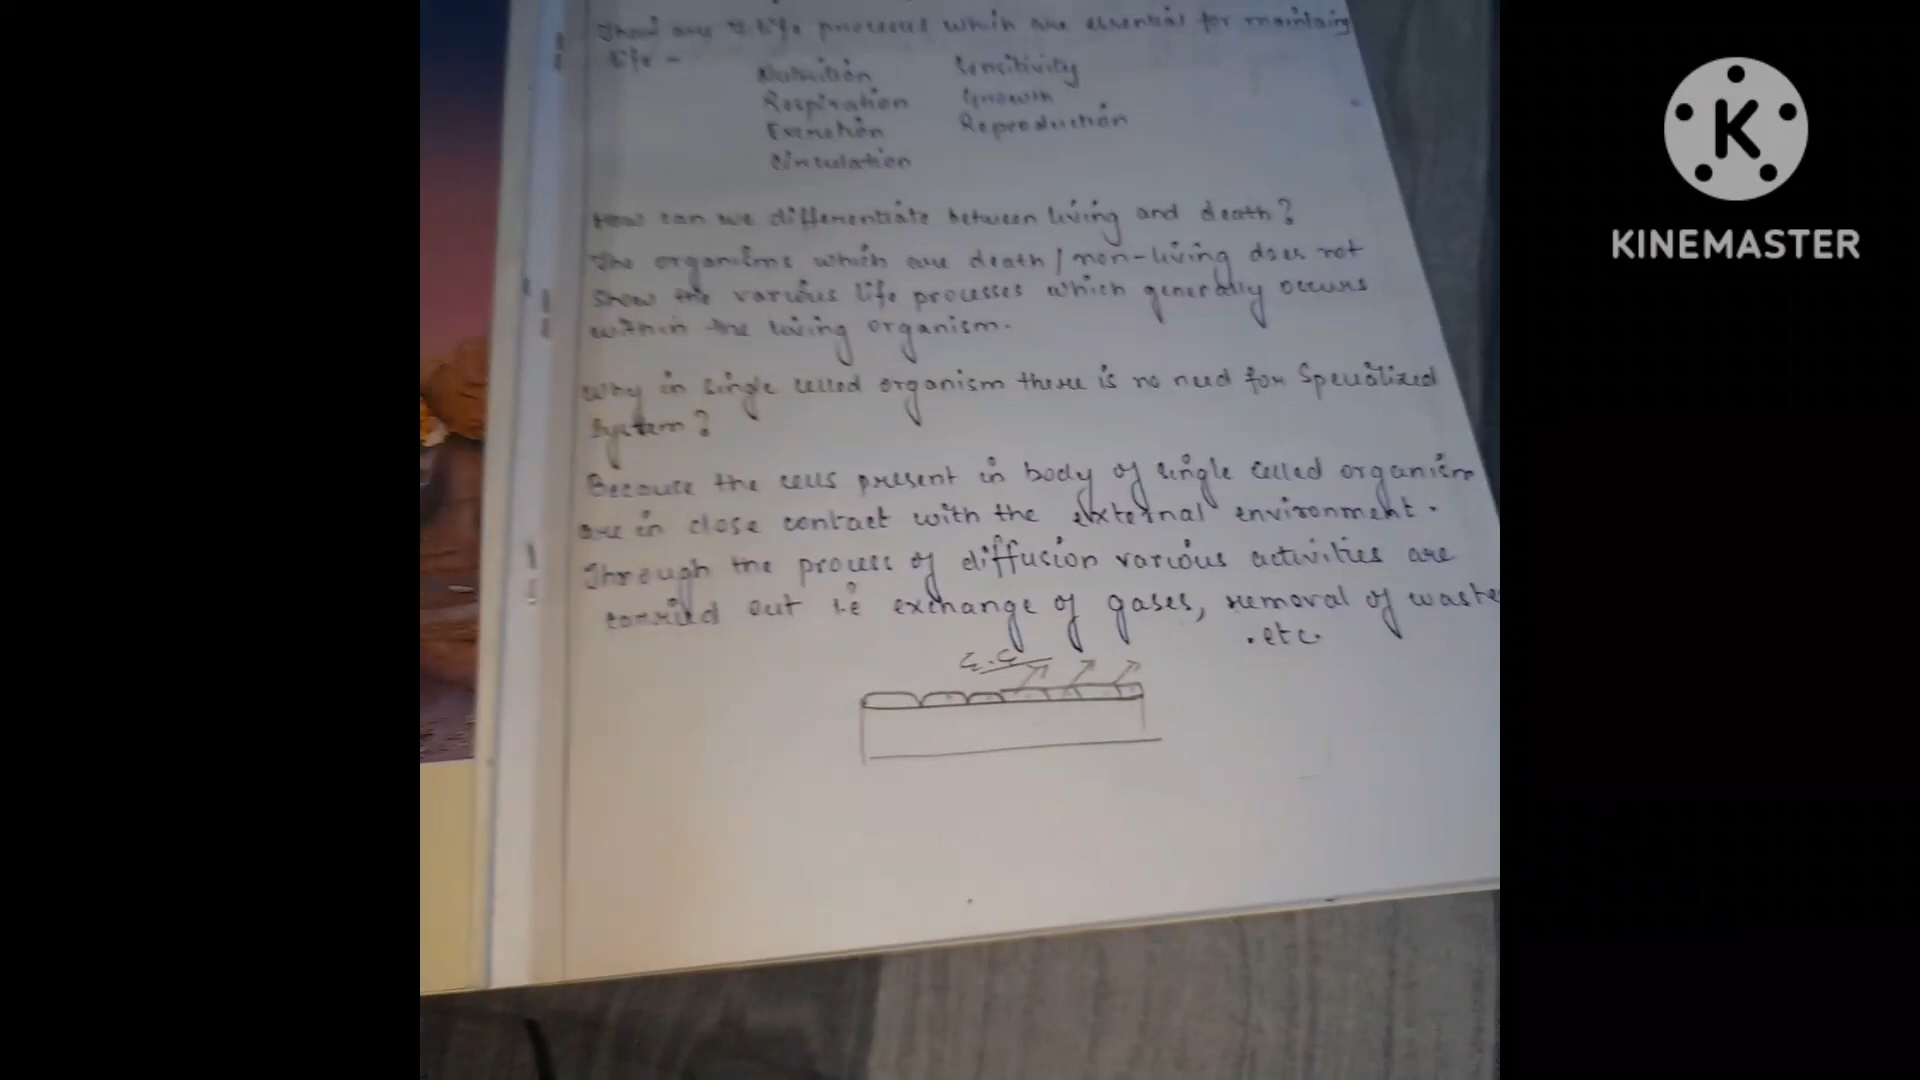 There are 7 life processes which are essential for maintaing
life -
Nutrition Sensitivity
Respiration Growth
Excretion Reproduction
Circulation
How can we differentiate between living and death?
The organisms which are death / non-living does not
show the various life processes which generally occurs
within the living organism.
Why in single celled organism there is no need for specialized
system?
Because the cells present in body of single celled organism
are in close contact with the external environment.
Through the process of diffusion various activities are
carried out i.e exchange of gases, removal of waste
.etc.
KINEMASTER